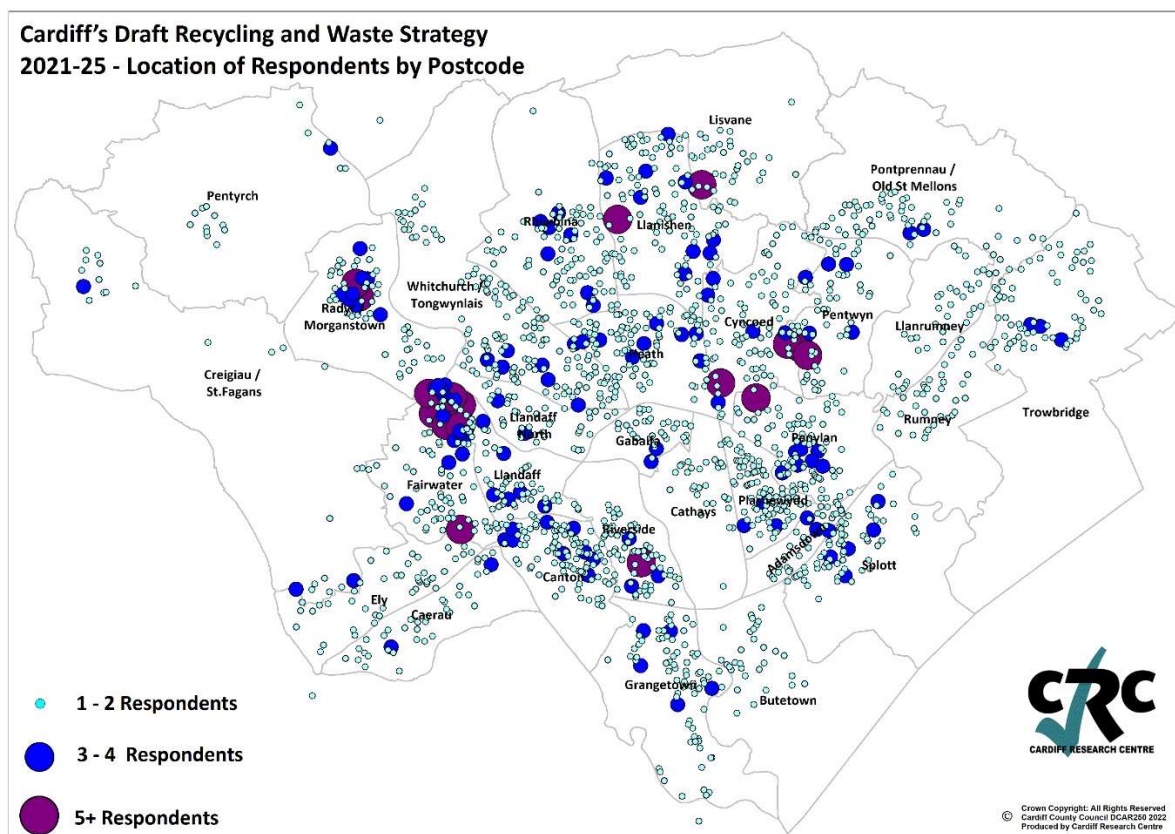 Cardiff's Draft Recycling and Waste Strategy
2021-25 - Location of Respondents by Postcode
Lisvane
Pontprennau /
Old St Mellons
Pentyrch
Rhiwbina
Llanishen
Whitchurch /
Tongwynlais
Radyr
Morganstown
Cyncoed
Pentwyn
Llanrumney
Heath
Creigiau /
St.Fagans
Trowbridge
Llandaff
North
Rumney
Gabalfa
Penylan
Fairwater
Llandaff
Plasnewydd
Cathays
Riverside
Adamsdown
Splott
Canton
Ely
Caerau
Grangetown
Butetown
1 - 2 Respondents
3 - 4 Respondents
5+ Respondents
CRC
CARDIFF RESEARCH CENTRE
© Crown Copyright: All Rights Reserved
Cardiff County Council DCAR250 2022
Produced by Cardiff Research Centre